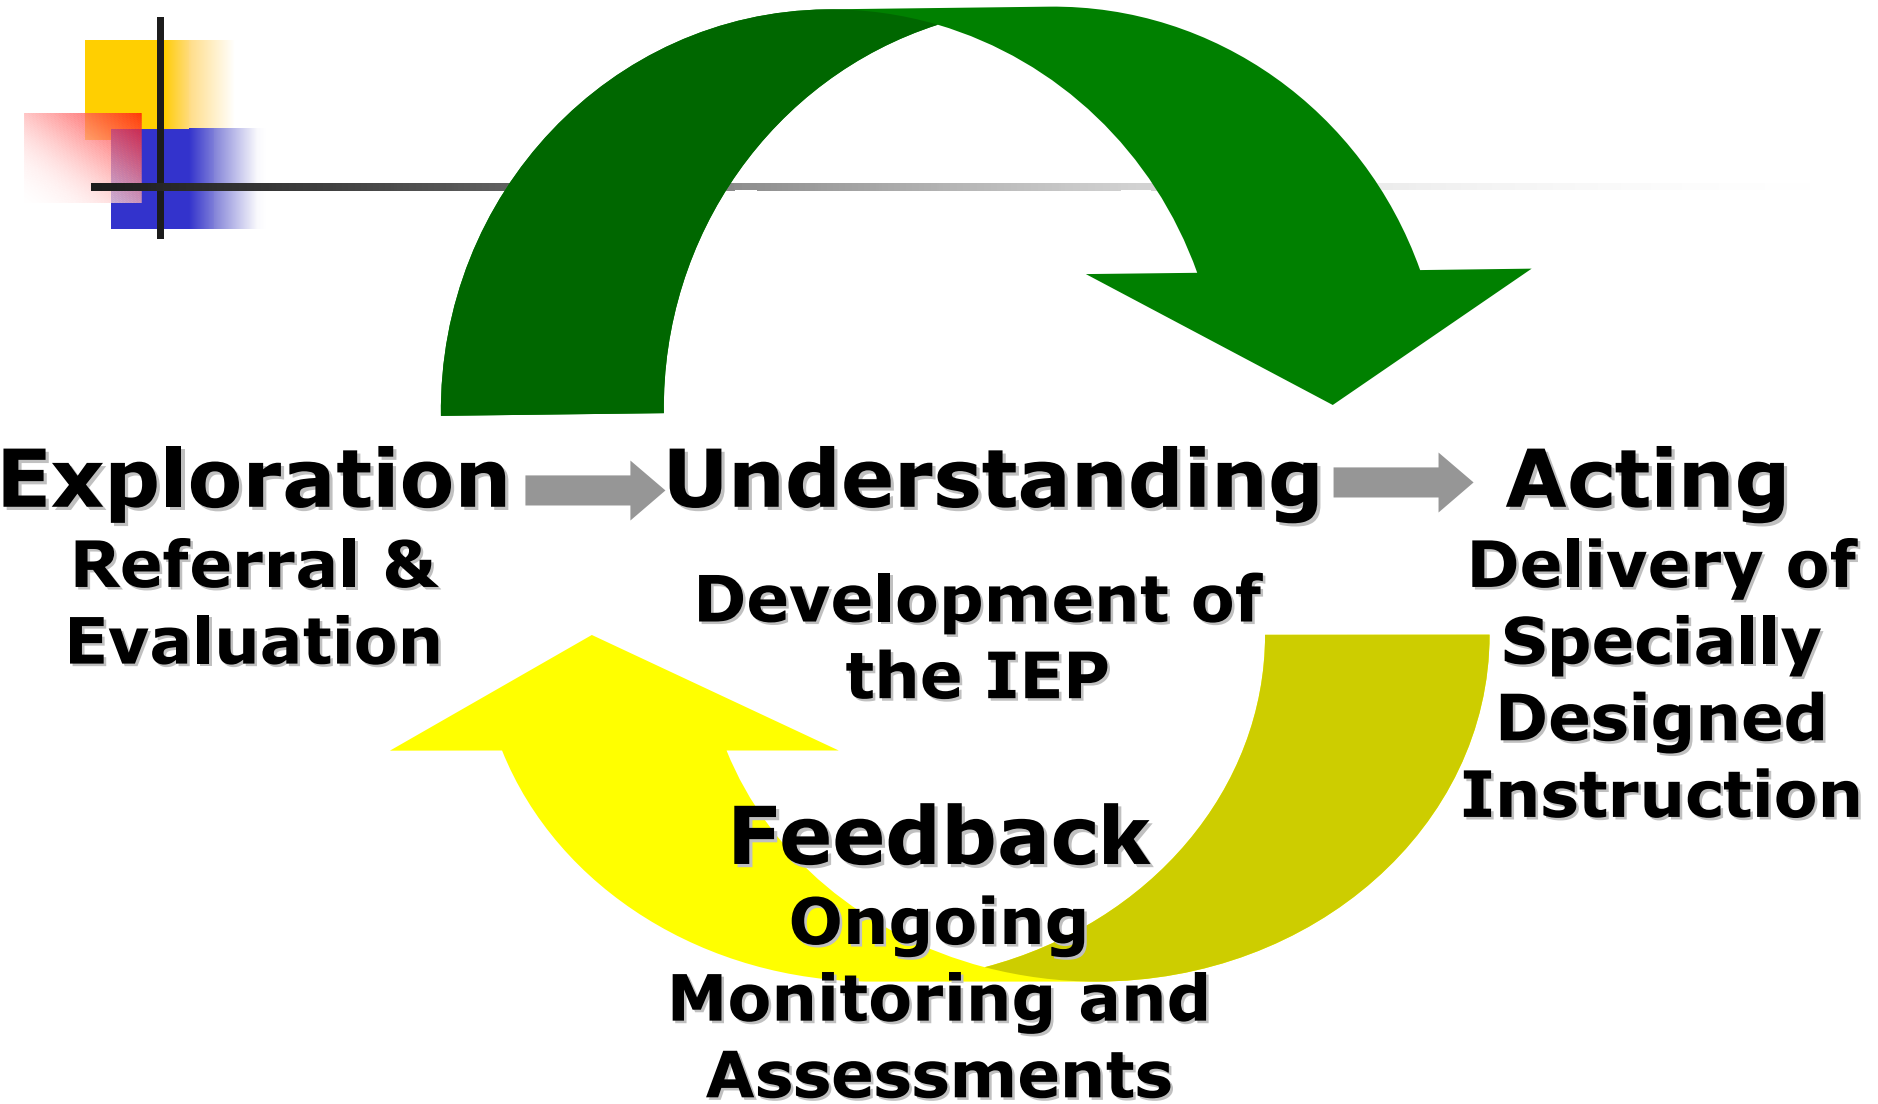 Exploration
Referral &
Evaluation
Understanding
Development of
the IEP
Acting
Delivery of
Specially
Designed
Instruction
Feedback
Ongoing
Monitoring and
Assessments